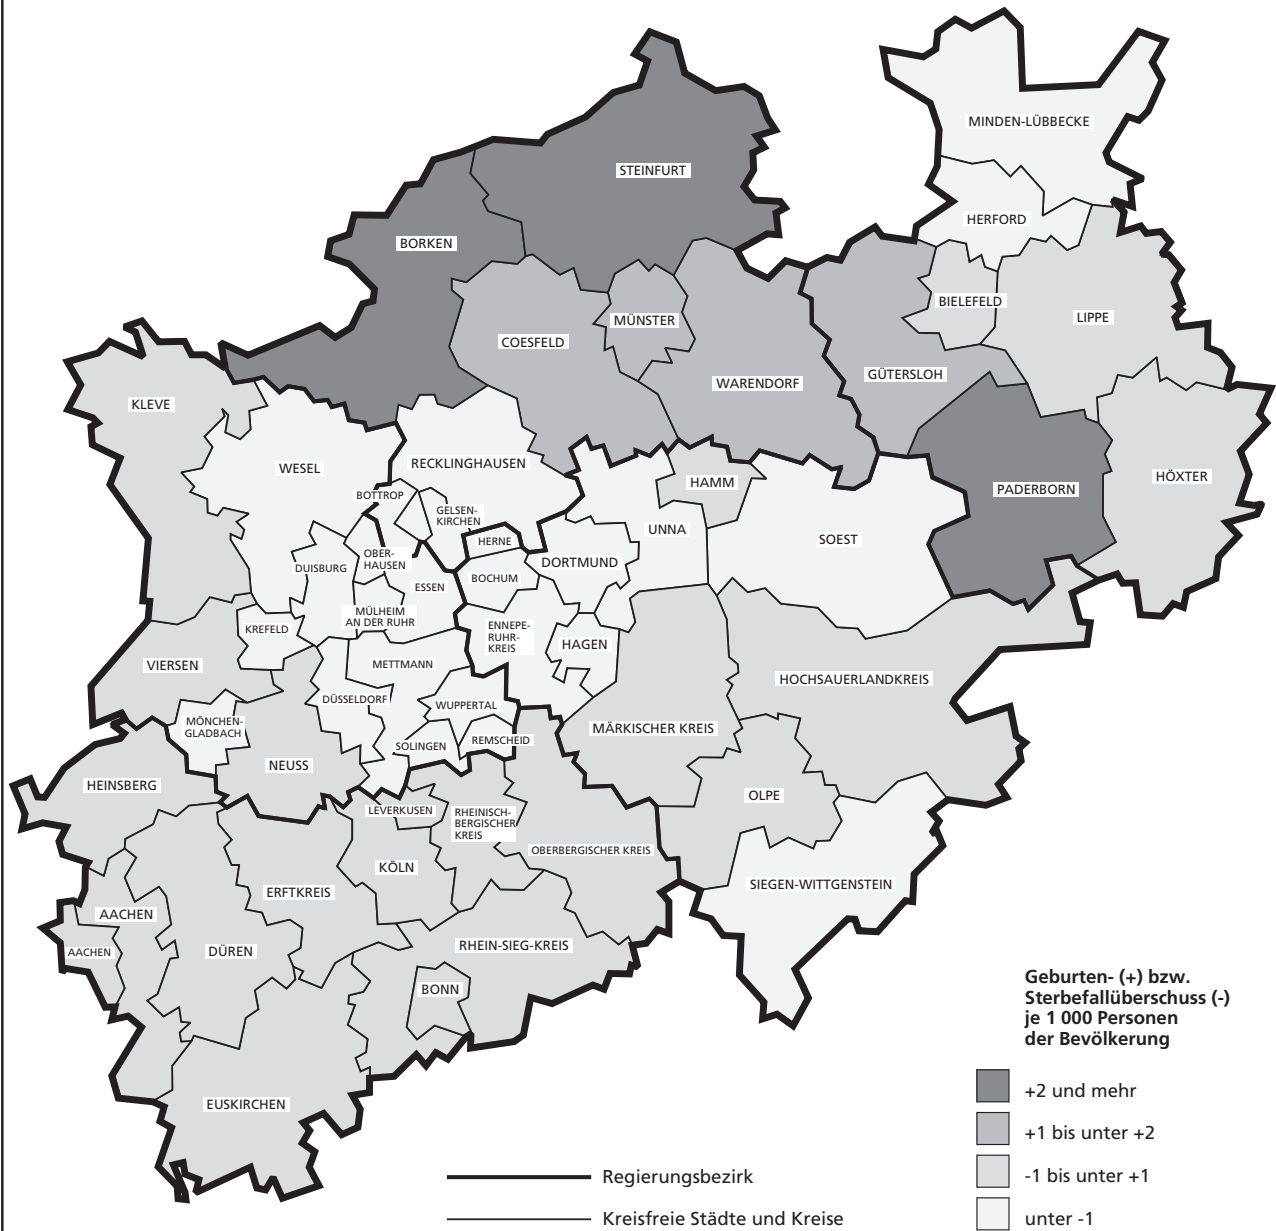 MINDEN-LÜBBECKE
STEINFURT
HERFORD
BORKEN
BIELEFELD
LIPPE
MÜNSTER
COESFELD
WARENDORF
GÜTERSLOH
KLEVE
WESEL
RECKLINGHAUSEN
HAMM
HÖXTER
PADERBORN
BOTTROP
GELSEN-
KIRCHEN
UNNA
SOEST
HERNE
OBER-
HAUSEN
DORTMUND
DUISBURG
BOCHUM
ESSEN
MÜLHEIM
AN DER RUHR
KREFELD
ENNEPE-
RUHR-
KREIS
HAGEN
VIERSEN
METTMANN
HOCHSAUERLANDKREIS
DÜSSELDORF
WUPPERTAL
MÖNCHEN-
GLADBACH
MÄRKISCHER KREIS
SOLINGEN
REMSCHEID
NEUSS
HEINSBERG
OLPE
LEVERKUSEN
RHEINISCH-
BERGISCHER
KREIS
OBERBERGISCHER KREIS
KÖLN
ERFTKREIS
SIEGEN-WITTGENSTEIN
AACHEN
AACHEN
DÜREN
RHEIN-SIEG-KREIS
BONN
EUSKIRCHEN
Geburten- (+) bzw.
Sterbefallüberschuss (-)
je 1 000 Personen
der Bevölkerung
+2 und mehr
+1 bis unter +2
-1 bis unter +1
unter -1
Regierungsbezirk
Kreisfreie Städte und Kreise